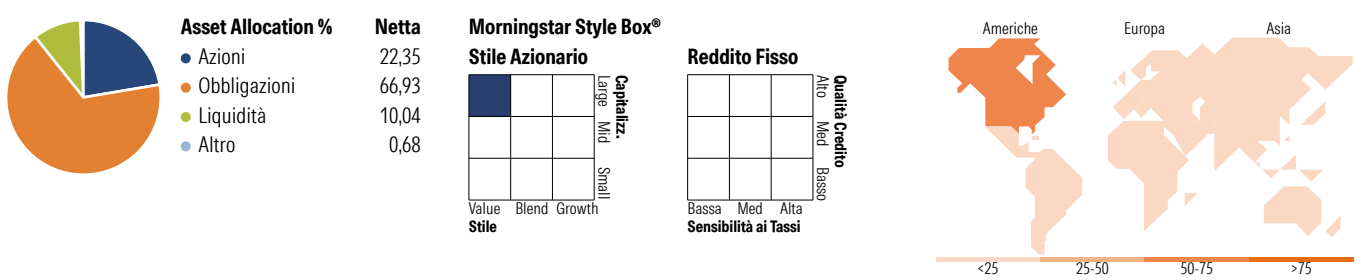 Asset Allocation % Netta
Azioni 22,35
Obbligazioni 66,93
Liquidità 10,04
Altro 0,68
Morningstar Style Box®
Stile Azionario
Large Mid Small
Capitalizz.
Value Blend Growth
Stile
Reddito Fisso
Alto Med Basso
Qualità Credito
Bassa Med Alta
Sensibilità ai Tassi
Americhe Europa Asia
<25 25-50 50-75 >75